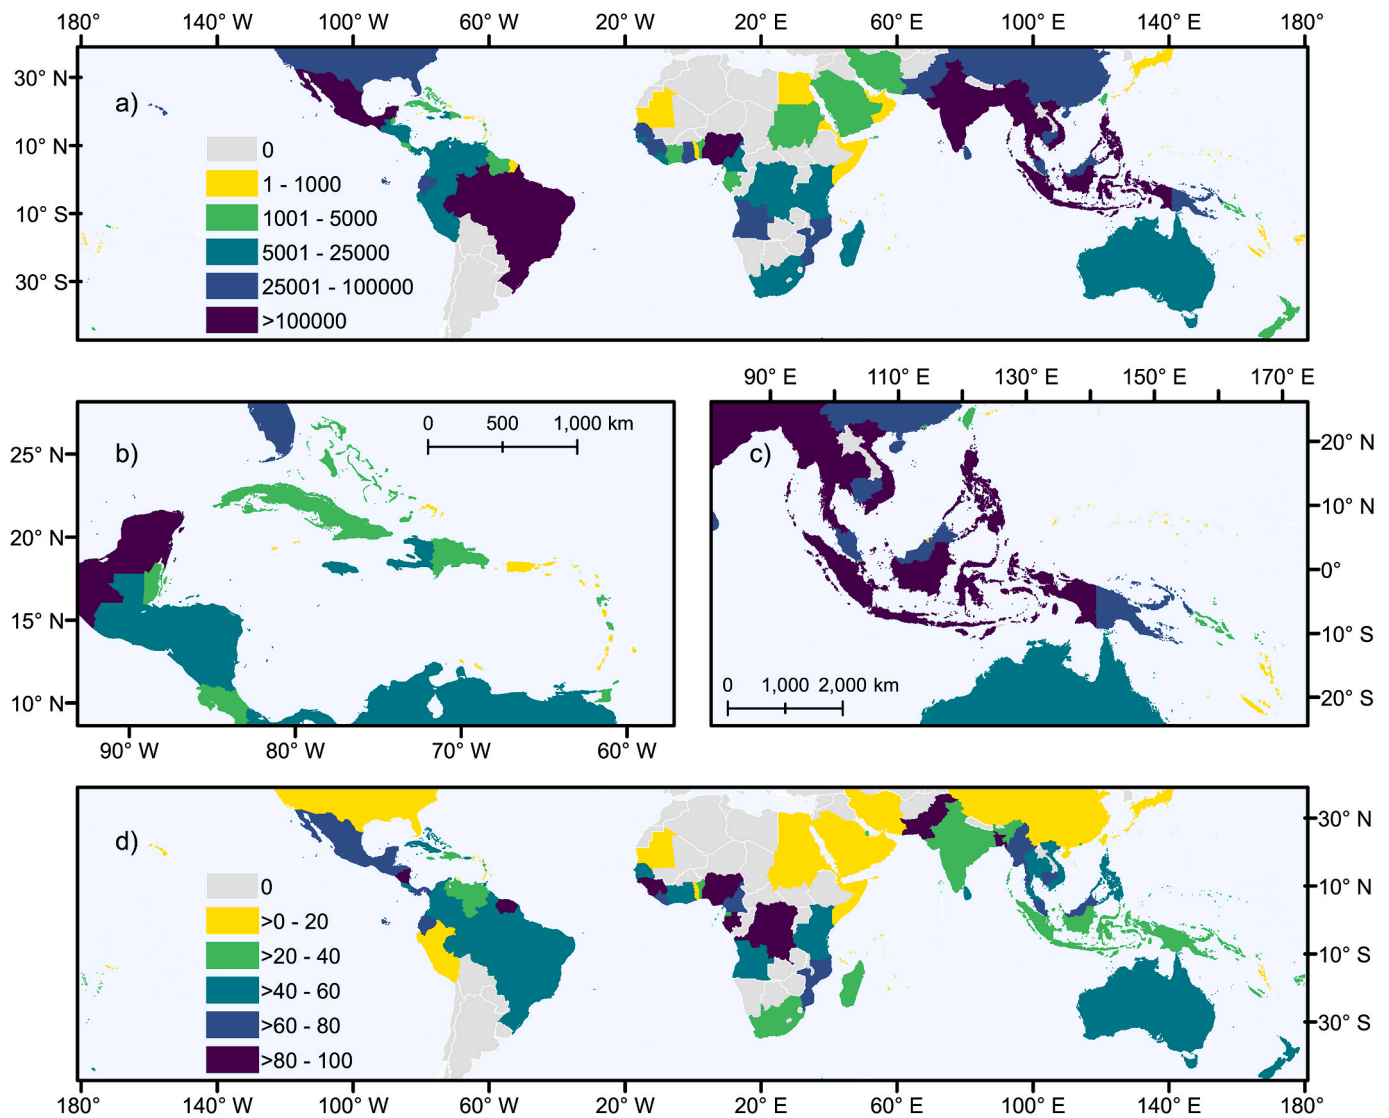 180° 140° W 100° W 60° W 20° W 20° E 60° E 100° E 140° E 180°
30° N
10° N
10° S
30° S
a)
0
1 - 1000
1001 - 5000
5001 - 25000
25001 - 100000
>100000
90° E 110° E 130° E 150° E 170° E
25° N
20° N
15° N
10° N
b)
0 500 1,000 km
90° W 80° W 70° W 60° W
c)
20° N
10° N
0°
10° S
20° S
0 1,000 2,000 km
d)
0
>0 - 20
>20 - 40
>40 - 60
>60 - 80
>80 - 100
30° N
10° N
10° S
30° S
180° 140° W 100° W 60° W 20° W 20° E 60° E 100° E 140° E 180°